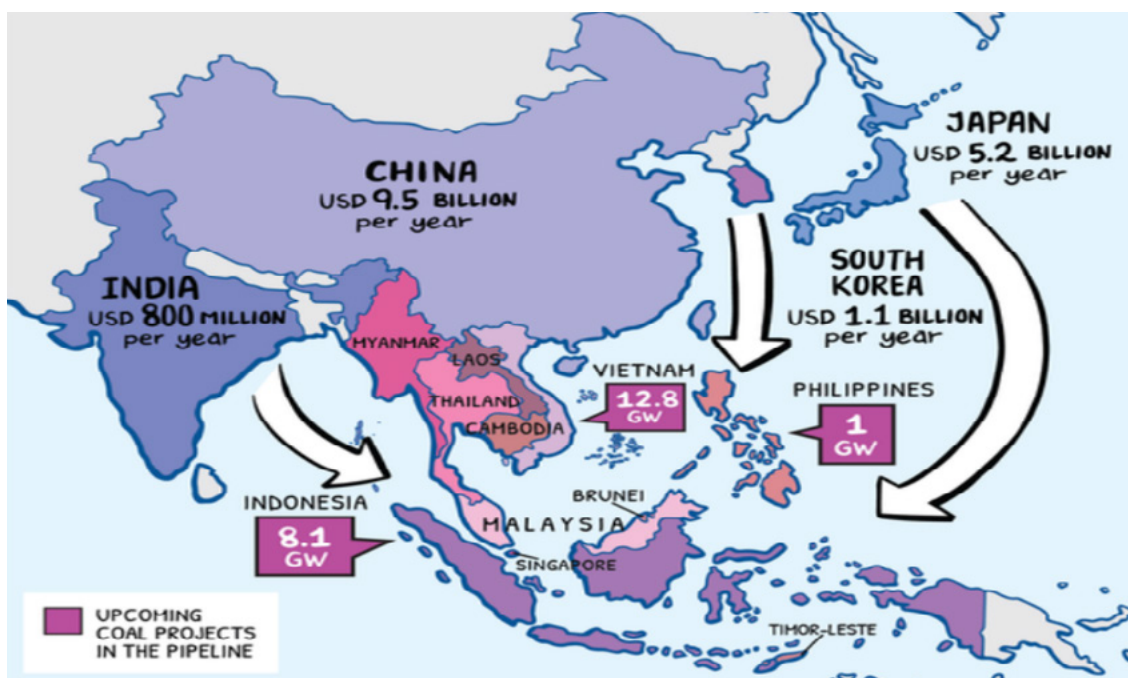 JAPAN
USD 5.2 BILLION
per year
CHINA
USD 9.5 BILLION
per year
SOUTH
KOREA
USD 1.1 BILLION
per year
INDIA
USD 800 MILLION
per year
MYANMAR
LAOS
THAILAND
CAMBODIA
VIETNAM
12.8
GW
PHILIPPINES
1
GW
INDONESIA
8.1
GW
BRUNEI
MALAYSIA
SINGAPORE
TIMOR-LESTE
UPCOMING
COAL PROJECTS
IN THE PIPELINE